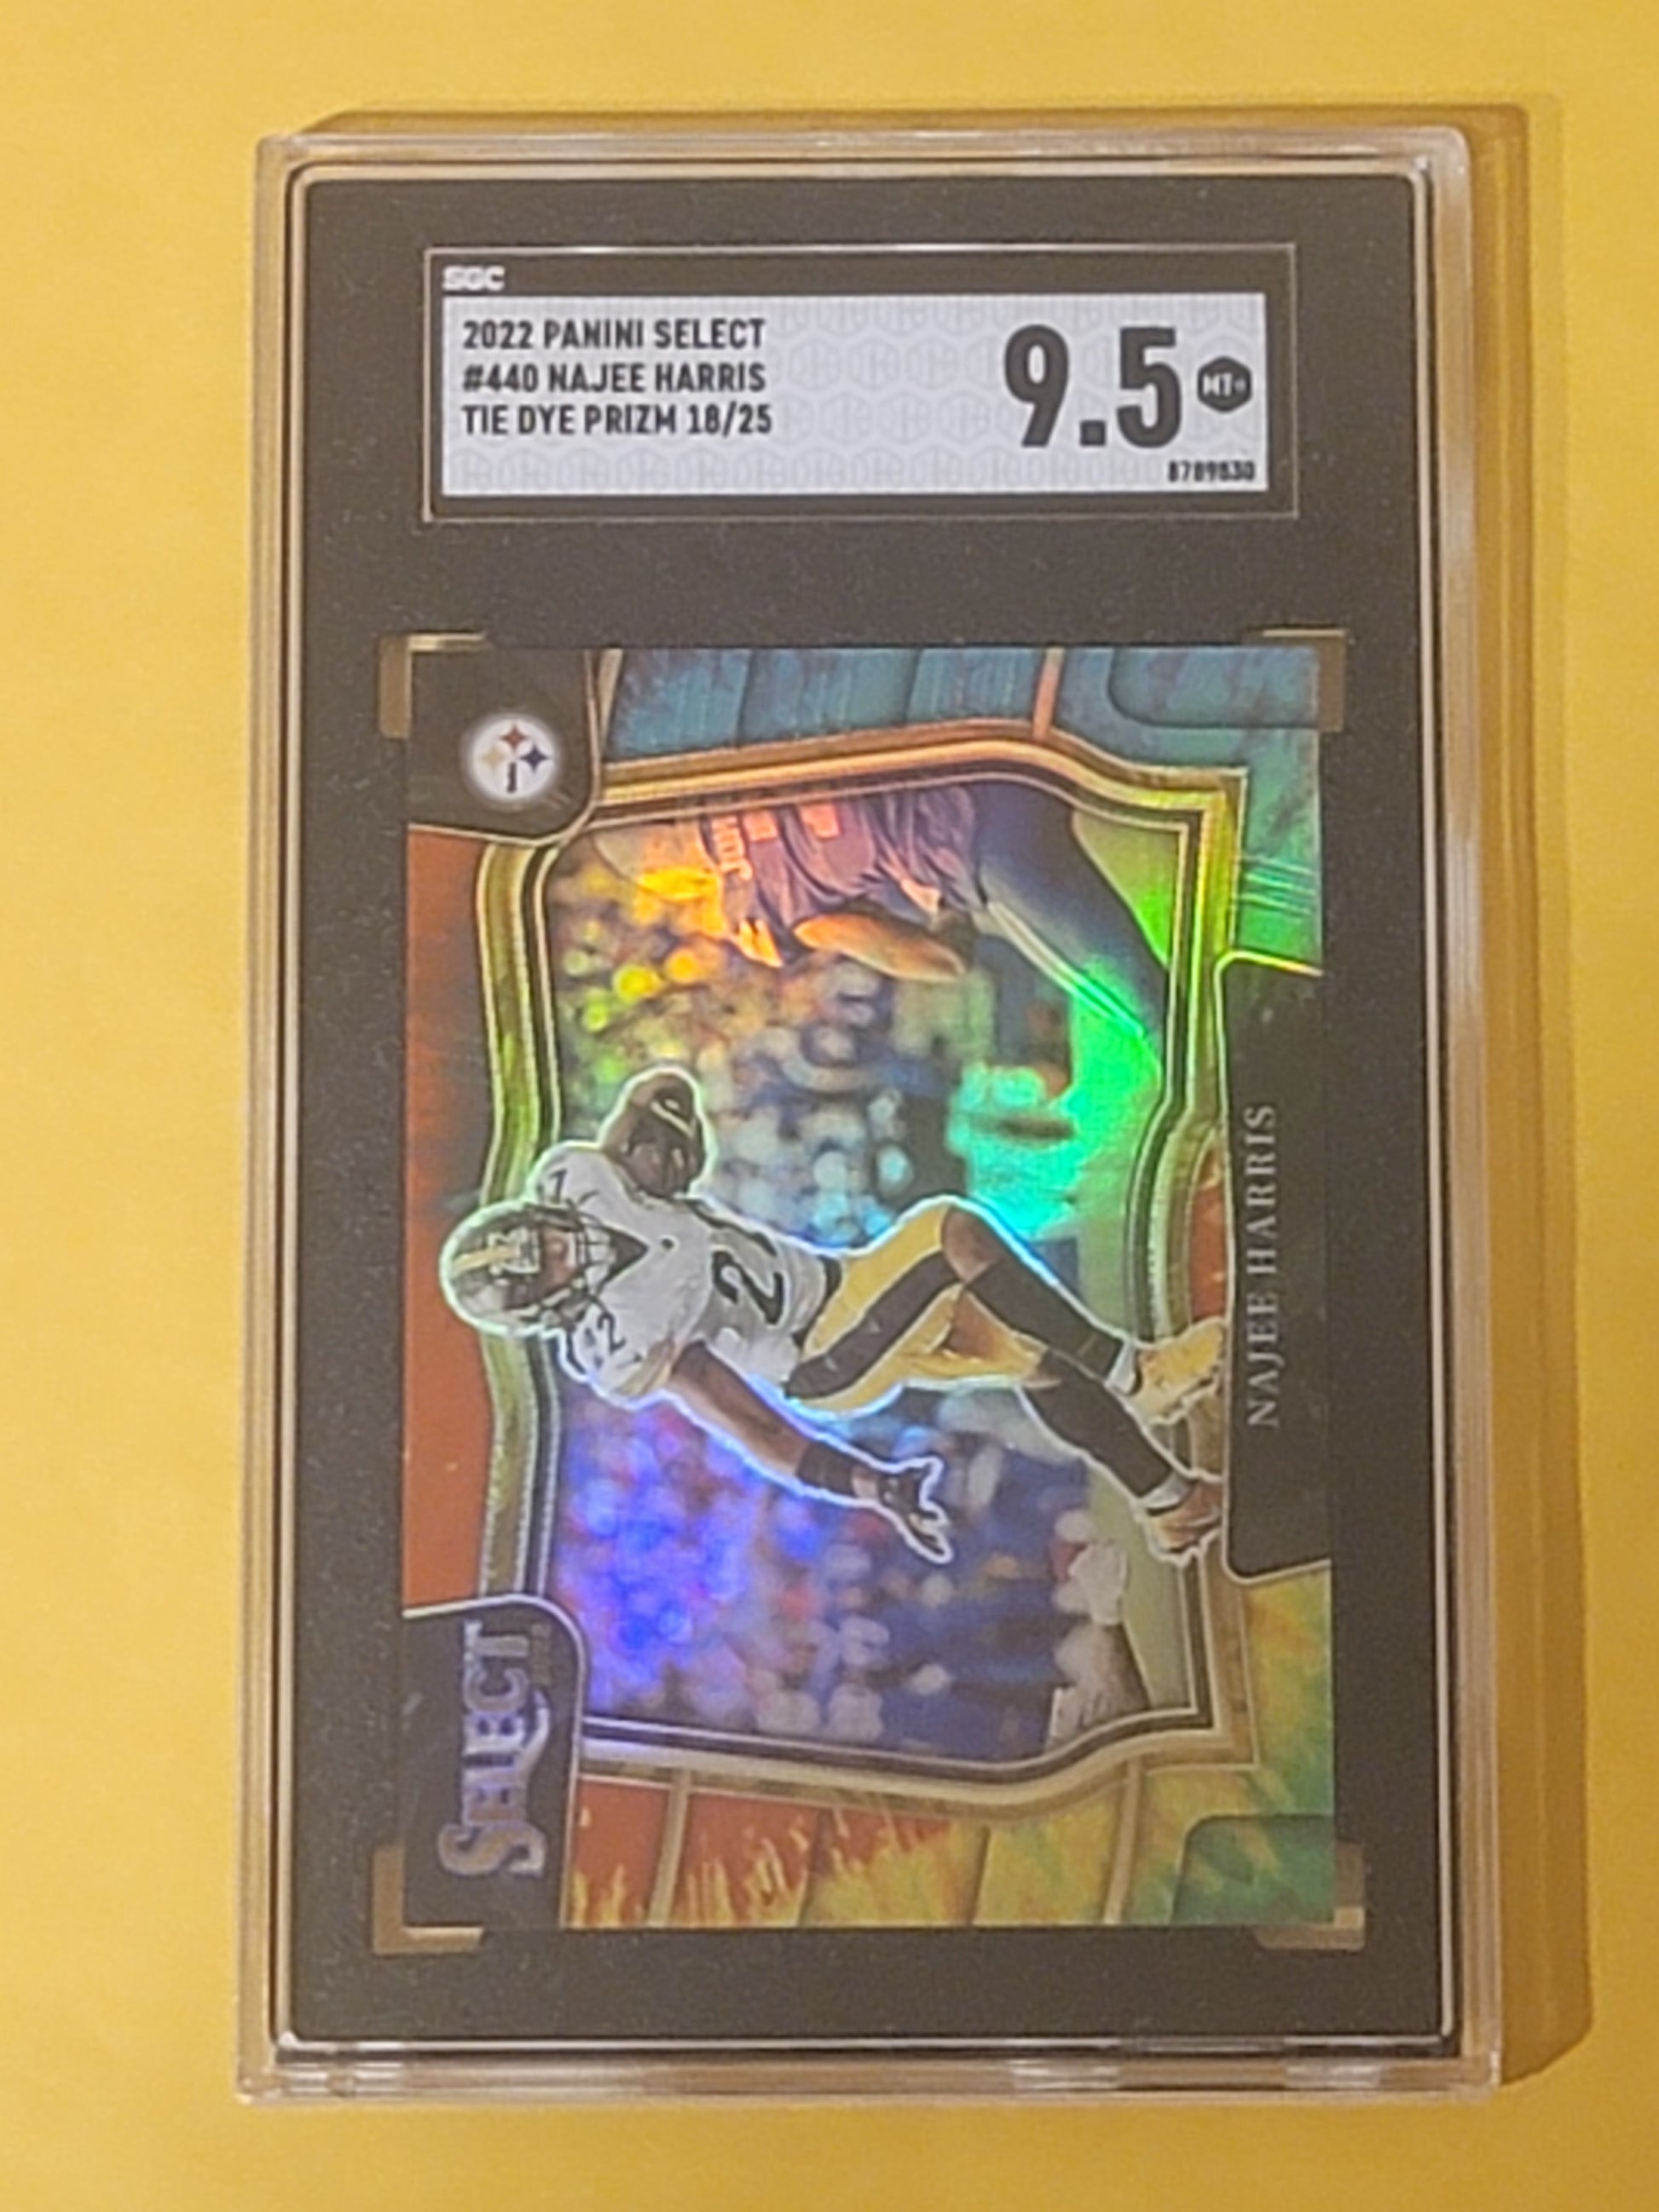 SGC
2022 PANINI SELECT
#440 NAJEE HARRIS
TIE DYE PRIZM 18/25
9.5
MT+
8789830
SELECT
NAJEE HARRIS